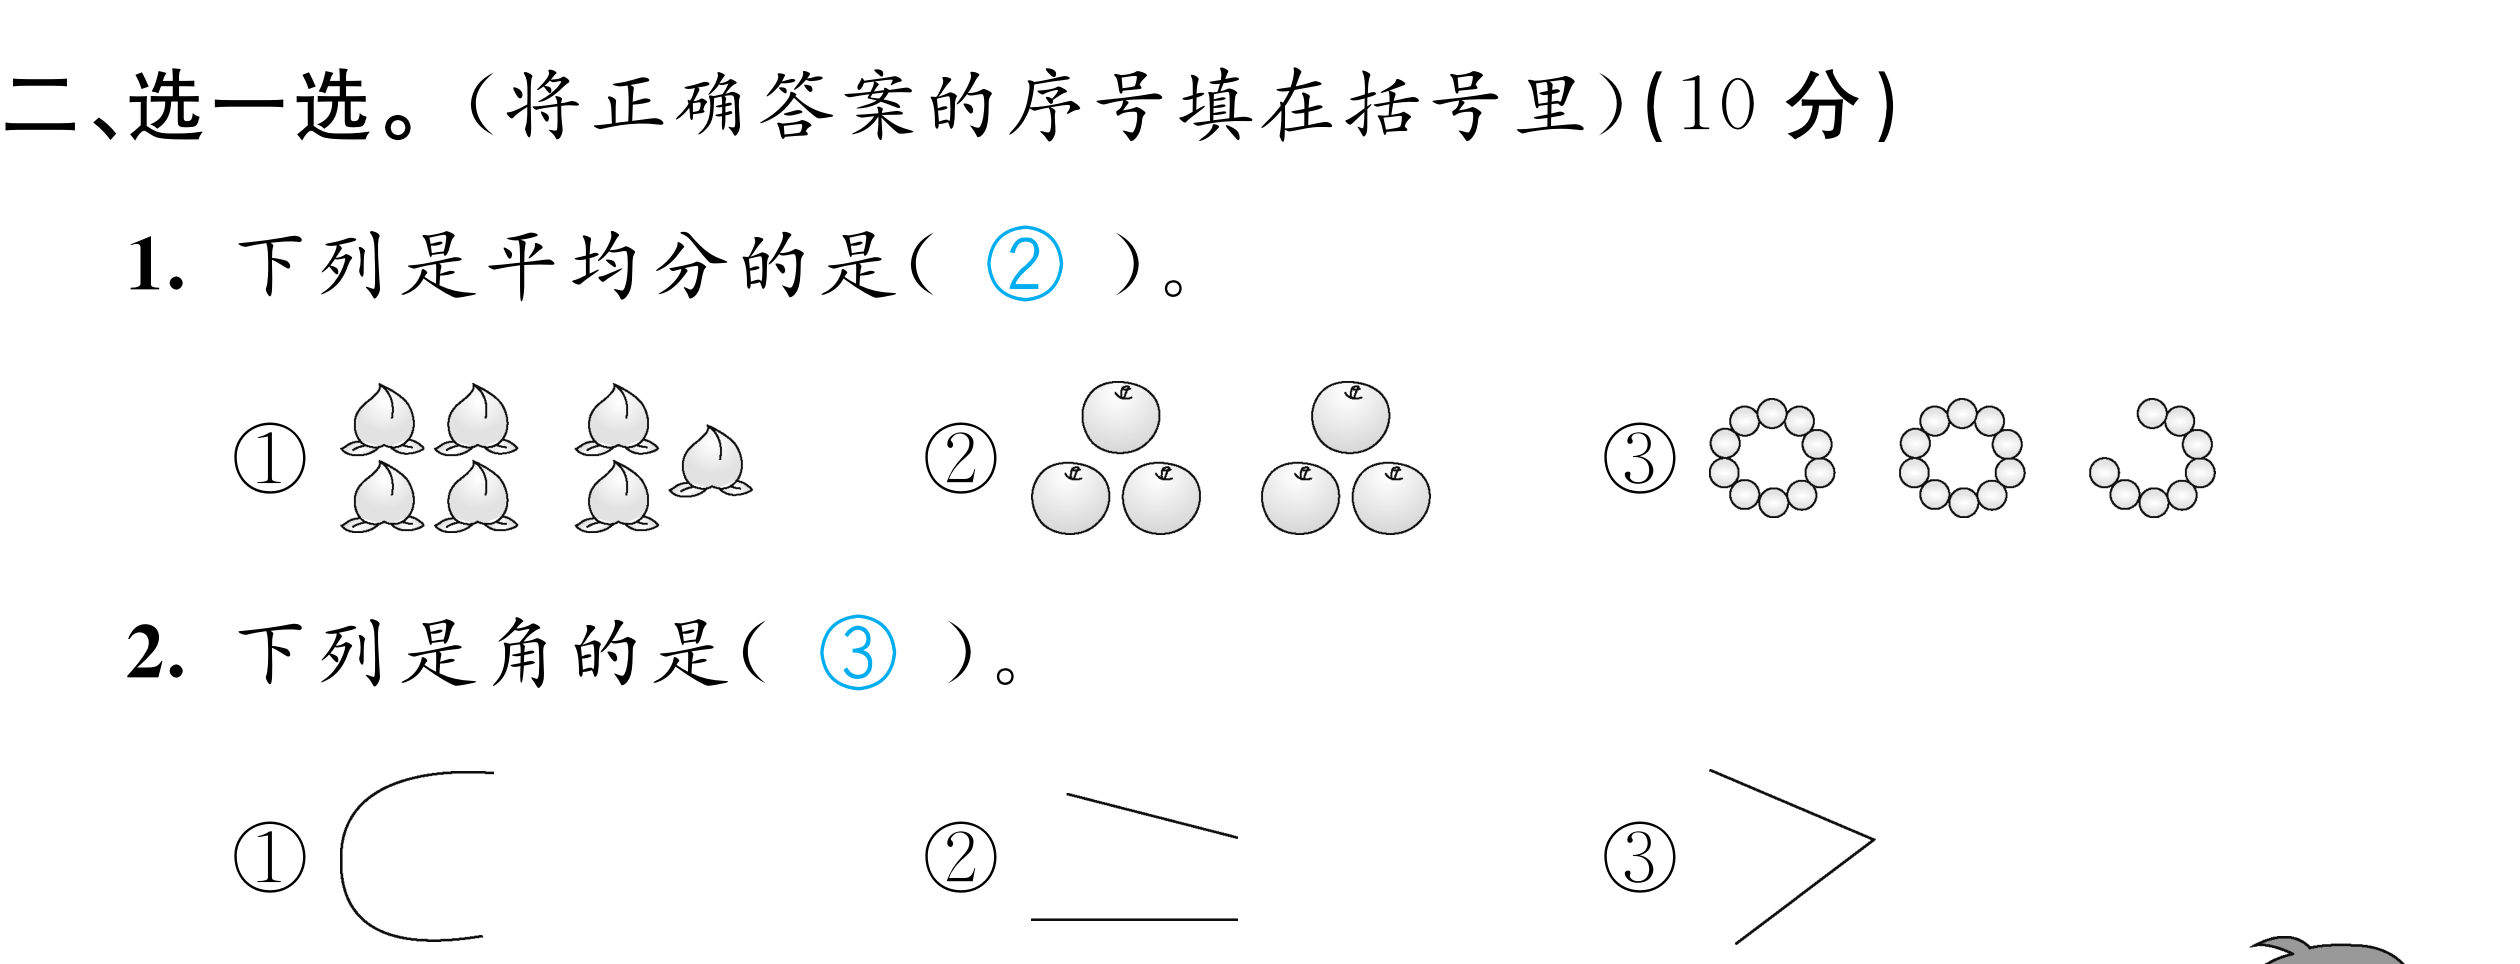 二、选一选。（将正确答案的序号填在括号里）(10 分)
1. 下列是平均分的是( ② )。
① ② ③
2. 下列是角的是( ③ )。
① ② ③